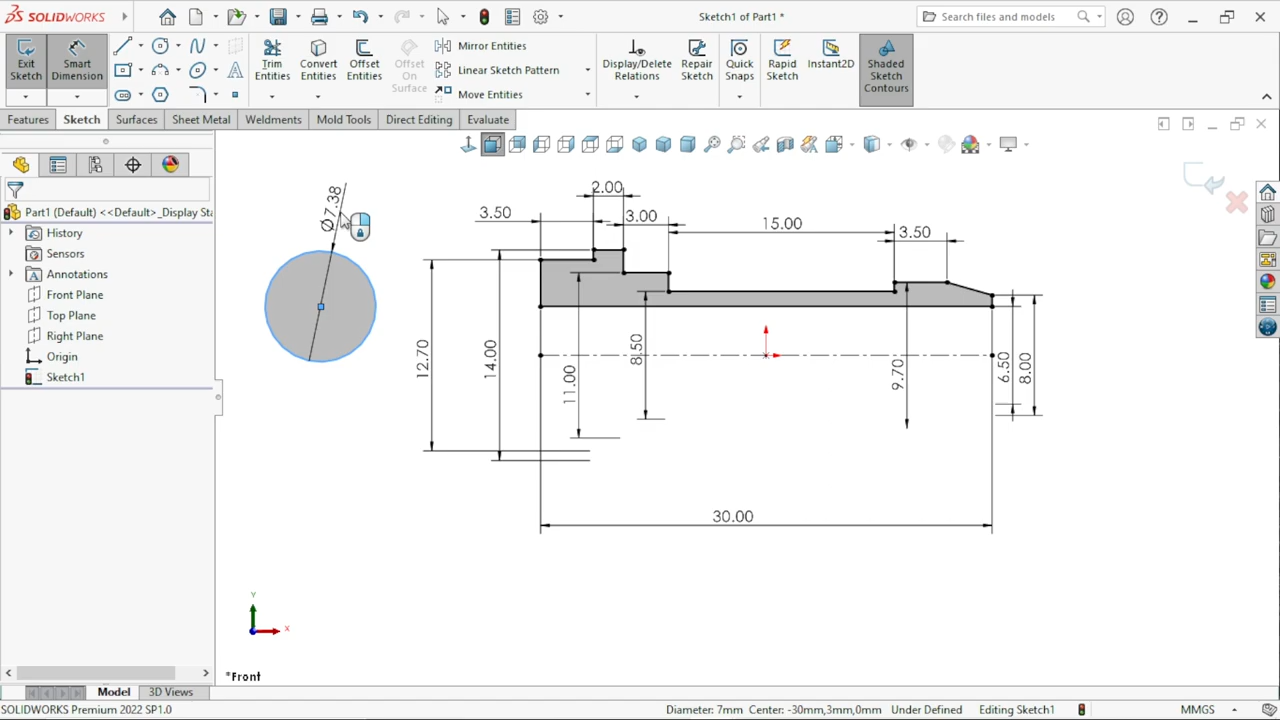 SOLIDWORKS
Sketch1 of Part1 *
Search files and models
Exit Sketch
Smart Dimension
Trim Entities
Convert Entities
Offset Entities
Offset On Surface
Mirror Entities
Linear Sketch Pattern
Move Entities
Display/Delete Relations
Repair Sketch
Quick Snaps
Rapid Sketch
Instant2D
Shaded Sketch Contours
Features
Sketch
Surfaces
Sheet Metal
Weldments
Mold Tools
Direct Editing
Evaluate
Part1 (Default) <<Default>_Display Sta
History
Sensors
Annotations
Front Plane
Top Plane
Right Plane
Origin
Sketch1
Ø7.38
2.00
3.50
3.00
15.00
3.50
12.70
14.00
11.00
8.50
9.70
6.50
8.00
30.00
Y
X
*Front
Model
3D Views
SOLIDWORKS Premium 2022 SP1.0
Diameter: 7mm Center: -30mm,3mm,0mm
Under Defined
Editing Sketch1
MMGS